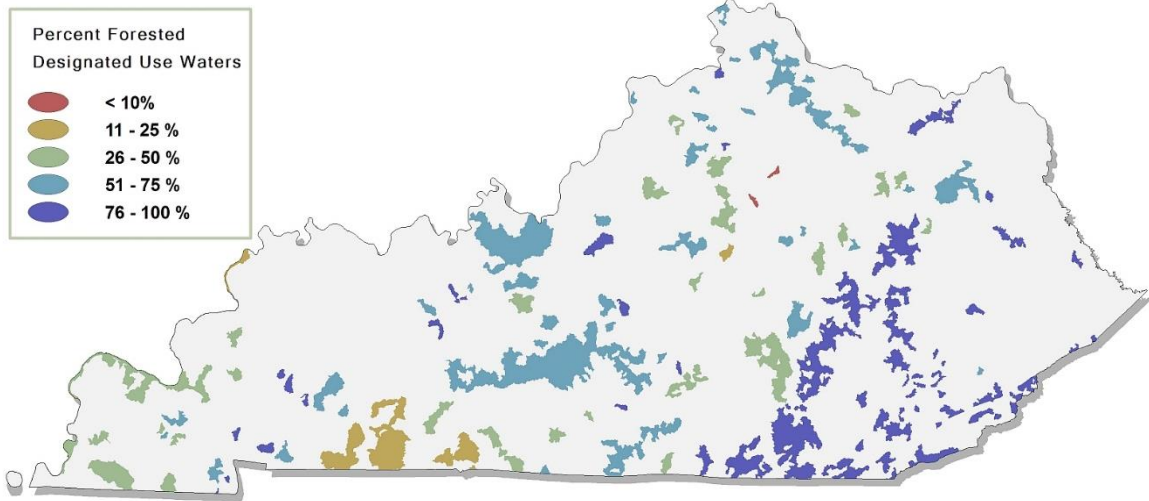 Percent Forested
Designated Use Waters
< 10%
11 - 25 %
26 - 50 %
51 - 75 %
76 - 100 %